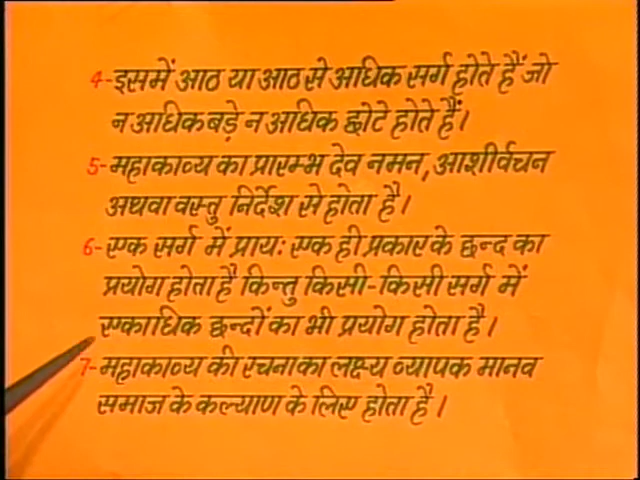 4-इसमें आठ या आठ से अधिक सर्ग होते हैं जो
न अधिक बड़े न अधिक छोटे होते हैं।
5-महाकाव्य का प्रारम्भ देव नमन, आशीर्वचन
अथवा वस्तु निर्देश से होता है।
6-एक सर्ग में प्राय: एक ही प्रकार के छन्द का
प्रयोग होता है किन्तु किसी-किसी सर्ग में
एकाधिक छन्दों का भी प्रयोग होता है।
7-महाकाव्य की रचना का लक्ष्य व्यापक मानव
समाज के कल्याण के लिए होता है।